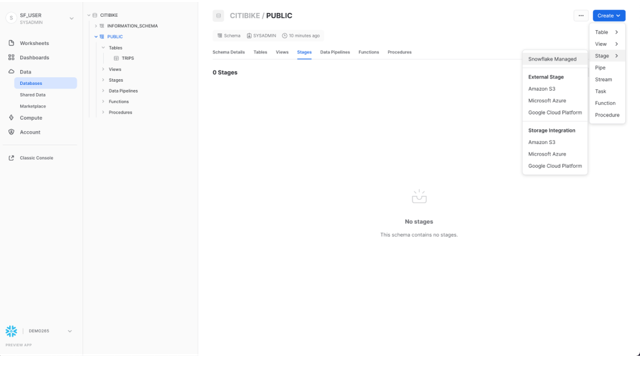 S
SF_USER
SYSADMIN
Worksheets
Dashboards
Data
Databases
Shared Data
Marketplace
Compute
Account
Classic Console
DEMO285
PREVIEW APP
CITIBIKE
INFORMATION_SCHEMA
PUBLIC
Tables
TRIPS
Views
Stages
Data Pipelines
Functions
Procedures
CITIBIKE / PUBLIC
Schema SYSADMIN 10 minutes ago
Schema Details Tables Views Stages Data Pipelines Functions Procedures
0 Stages
No stages
This schema contains no stages.
... Create
Table
View
Stage
Pipe
Stream
Task
Function
Procedure
Snowflake Managed
External Stage
Amazon S3
Microsoft Azure
Google Cloud Platform
Storage Integration
Amazon S3
Microsoft Azure
Google Cloud Platform